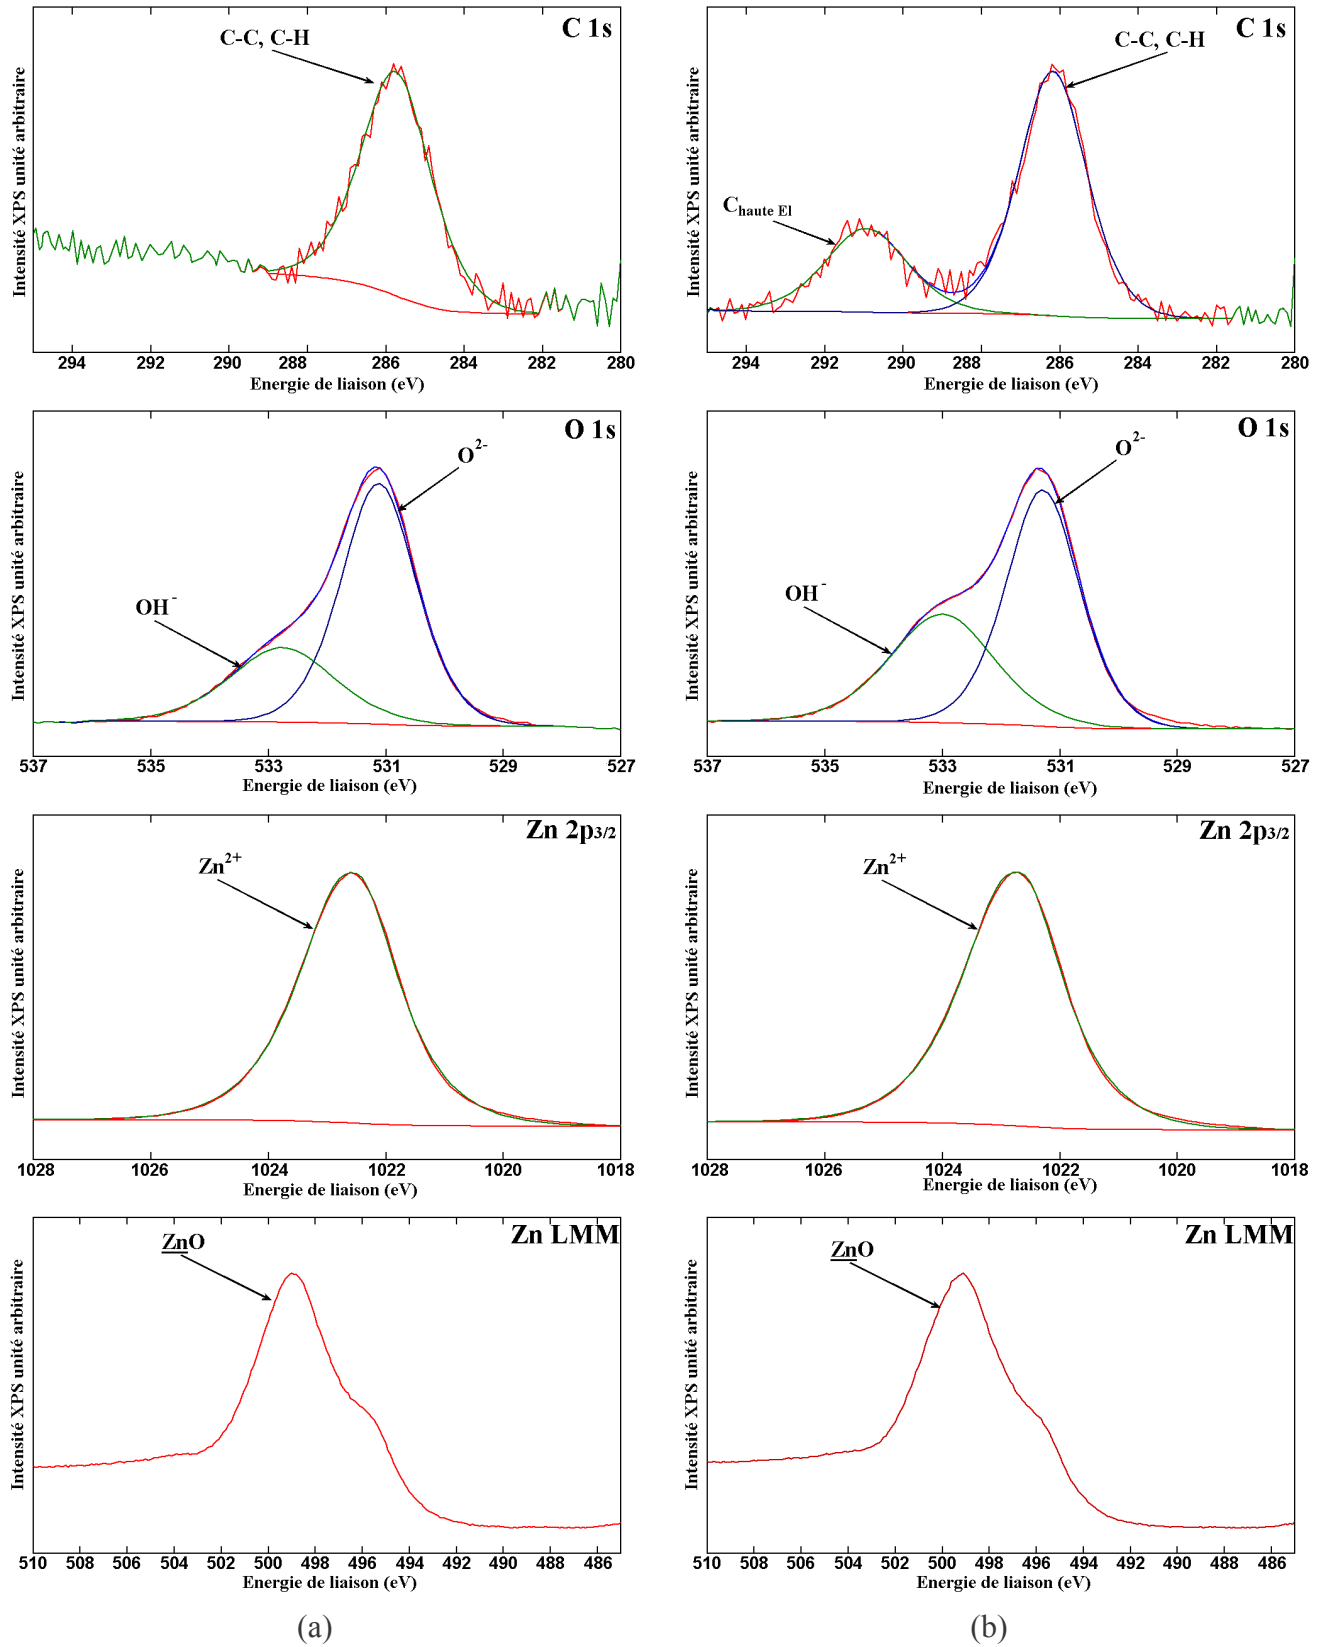 C 1s
C-C, C-H
Intensité XPS unité arbitraire
294 292 290 288 286 284 282 280
Energie de liaison (eV)
C 1s
C-C, C-H
C haute El
Intensité XPS unité arbitraire
294 292 290 288 286 284 282 280
Energie de liaison (eV)
O 1s
O2-
OH-
Intensité XPS unité arbitraire
537 535 533 531 529 527
Energie de liaison (eV)
O 1s
O2-
OH-
Intensité XPS unité arbitraire
537 535 533 531 529 527
Energie de liaison (eV)
Zn 2p3/2
Zn2+
Intensité XPS unité arbitraire
1028 1026 1024 1022 1020 1018
Energie de liaison (eV)
Zn 2p3/2
Zn2+
Intensité XPS unité arbitraire
1028 1026 1024 1022 1020 1018
Energie de liaison (eV)
Zn LMM
ZnO
Intensité XPS unité arbitraire
510 508 506 504 502 500 498 496 494 492 490 488 486
Energie de liaison (eV)
Zn LMM
ZnO
Intensité XPS unité arbitraire
510 508 506 504 502 500 498 496 494 492 490 488 486
Energie de liaison (eV)
(a)
(b)